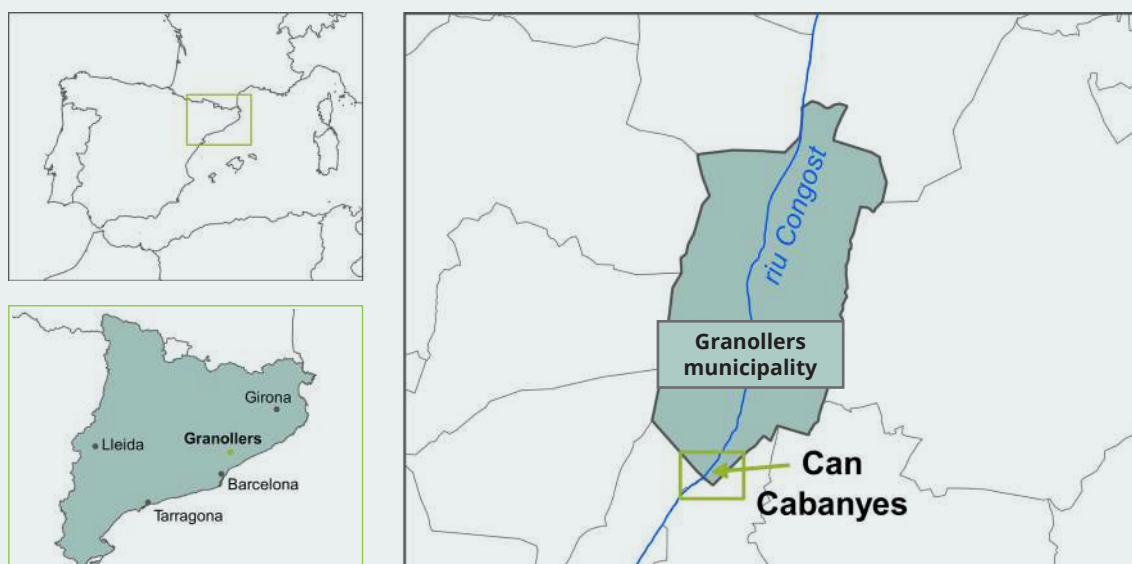 Girona
Granollers
Lleida
Barcelona
Tarragona
riu Congost
Granollers
municipality
Can
Cabanyes